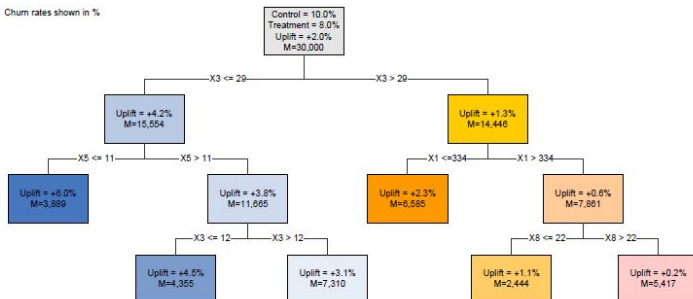 Churn rates shown in %
Control = 10.0%
Treatment = 8.0%
Uplift = +2.0%
M=30,000
X3 <= 29
X3 > 29
Uplift = +4.2%
M=15,554
Uplift = +1.3%
M=14,446
X5 <= 11
X5 > 11
X1 <=334
X1 > 334
Uplift = +6.0%
M=3,889
Uplift = +3.8%
M=11,665
Uplift = +2.3%
M=6,585
Uplift = +0.6%
M=7,861
X3 <= 12
X3 > 12
X8 <= 22
X8 > 22
Uplift = +4.5%
M=4,355
Uplift = +3.1%
M=7,310
Uplift = +1.1%
M=2,444
Uplift = +0.2%
M=5,417